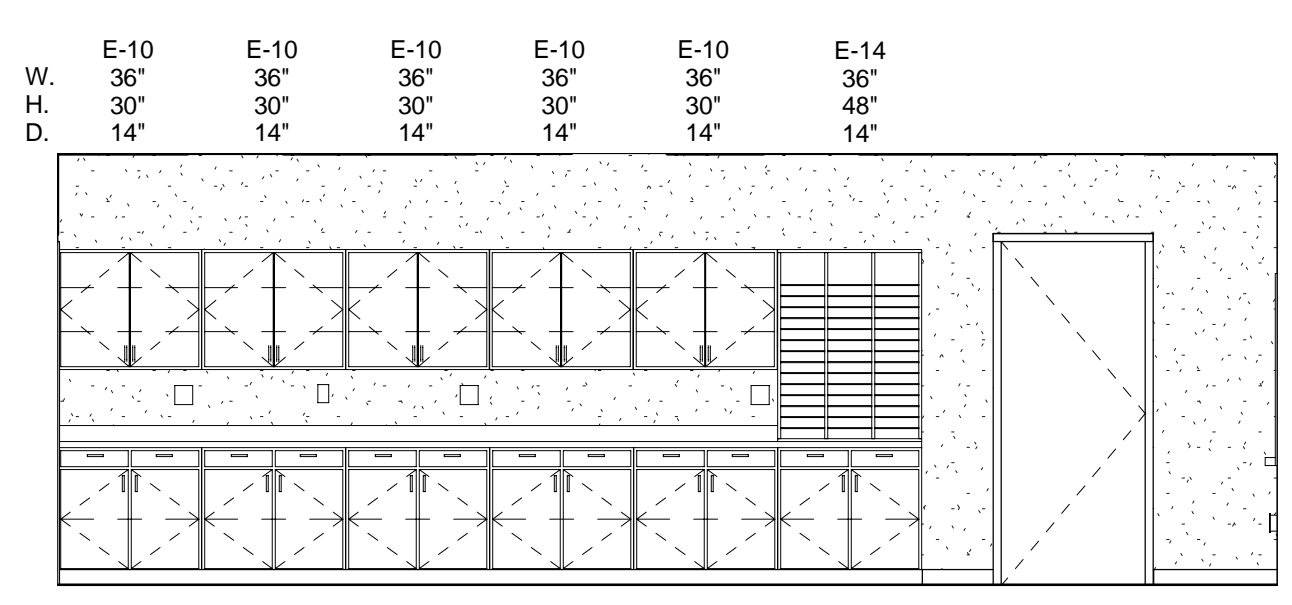 E-10 E-10 E-10 E-10 E-10 E-14
W. 36" 36" 36" 36" 36" 36"
H. 30" 30" 30" 30" 30" 48"
D. 14" 14" 14" 14" 14" 14"